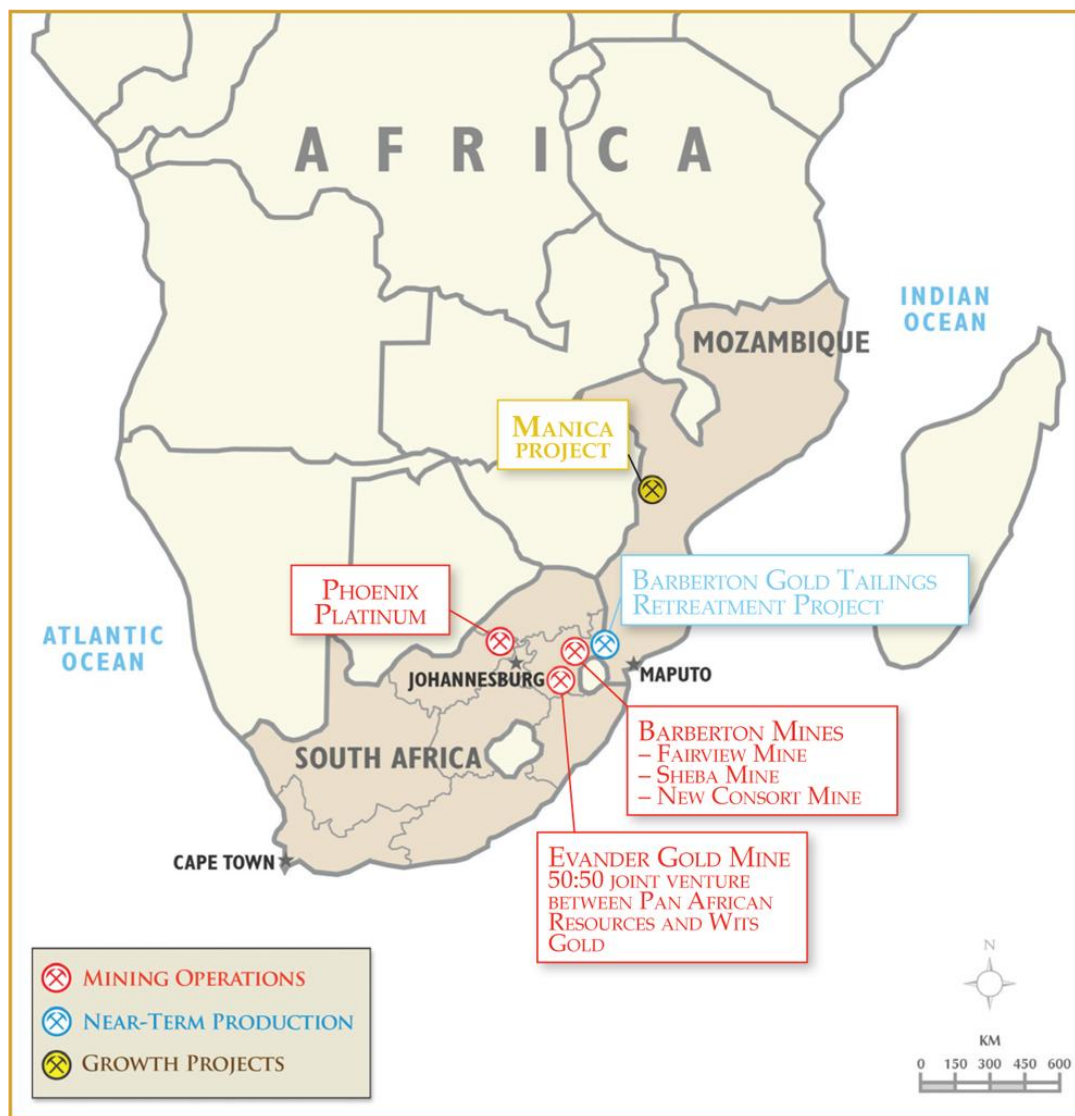 AFRICA
INDIAN
OCEAN
MOZAMBIQUE
MANICA
PROJECT
PHOENIX
PLATINUM
BARBERTON GOLD TAILINGS
RETREATMENT PROJECT
ATLANTIC
OCEAN
JOHANNESBURG
MAPUTO
BARBERTON MINES
– FAIRVIEW MINE
– SHEBA MINE
– NEW CONSORT MINE
SOUTH AFRICA
CAPE TOWN
EVANDER GOLD MINE
50:50 JOINT VENTURE
BETWEEN PAN AFRICAN
RESOURCES AND WITS
GOLD
MINING OPERATIONS
NEAR-TERM PRODUCTION
GROWTH PROJECTS
N
KM
0 150 300 450 600